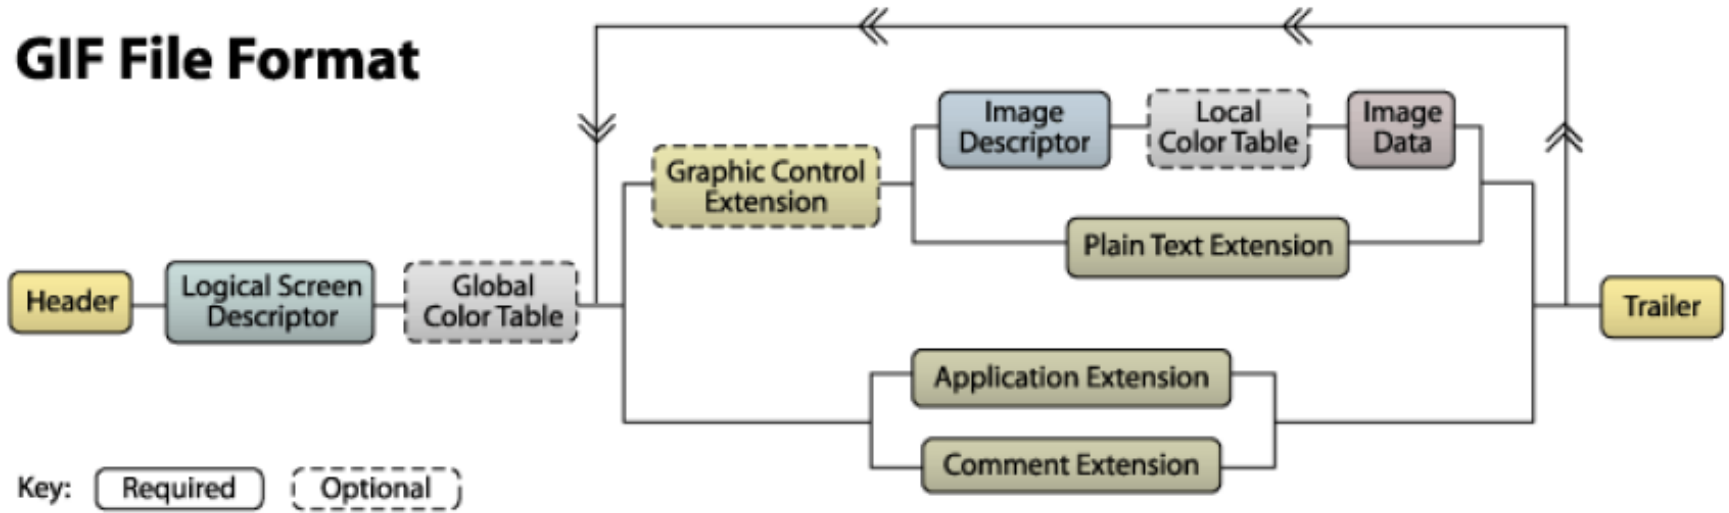 GIF File Format
Header
Logical Screen
Descriptor
Global
Color Table
Graphic Control
Extension
Image
Descriptor
Local
Color Table
Image
Data
Plain Text Extension
Application Extension
Comment Extension
Trailer
Key:
Required
Optional